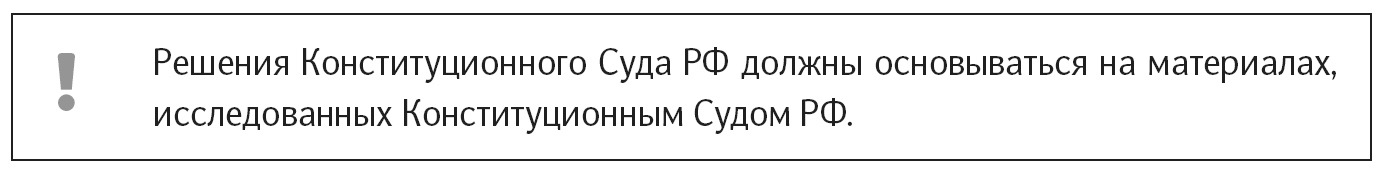 !
Решения Конституционного Суда РФ должны основываться на материалах,
исследованных Конституционным Судом РФ.